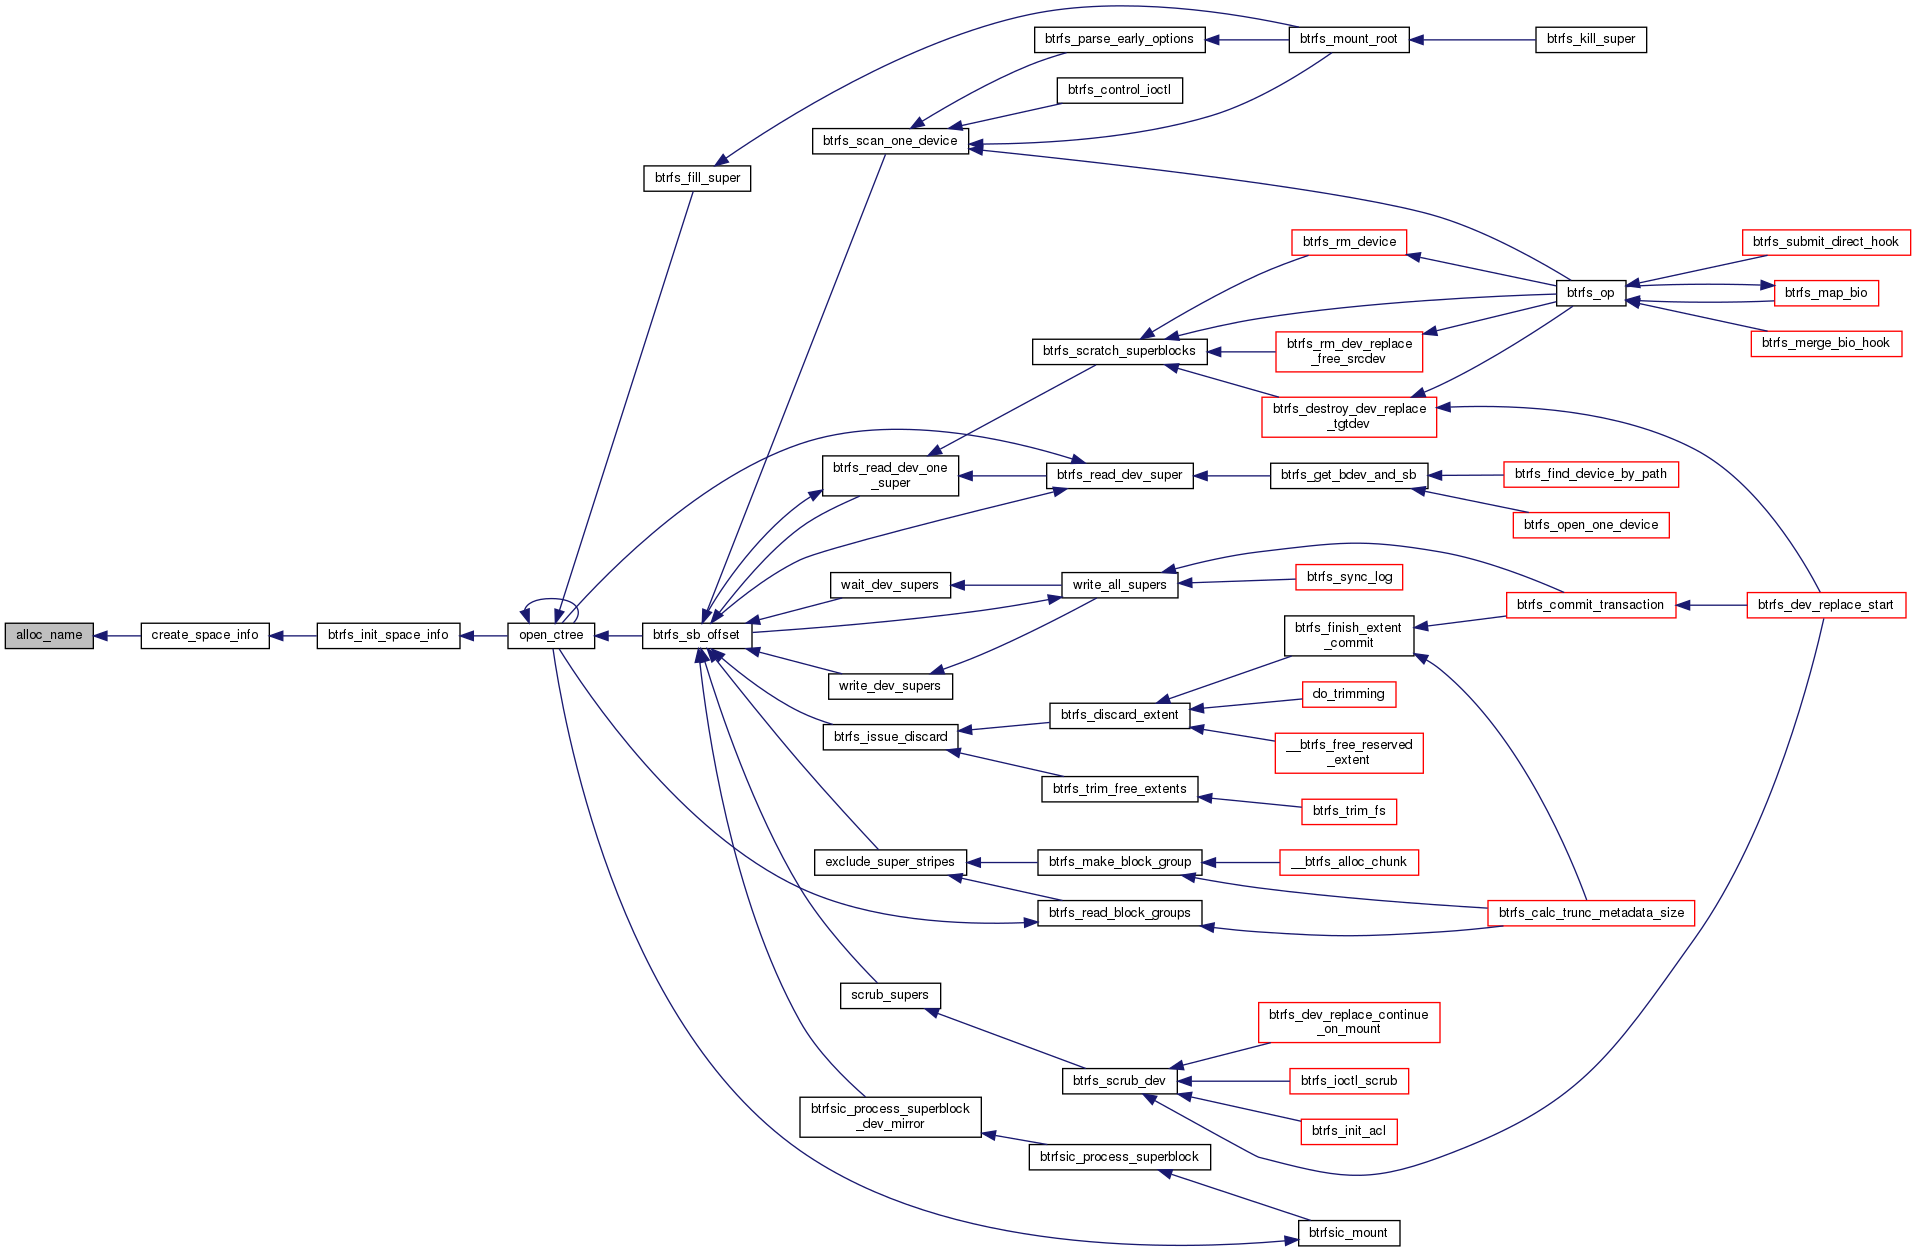 btrfs_parse_early_options
btrfs_mount_root
btrfs_kill_super
btrfs_control_ioctl
btrfs_scan_one_device
btrfs_fill_super
btrfs_rm_device
btrfs_submit_direct_hook
btrfs_op
btrfs_map_bio
btrfs_scratch_superblocks
btrfs_rm_dev_replace
_free_srcdev
btrfs_merge_bio_hook
btrfs_destroy_dev_replace
_tgtdev
btrfs_read_dev_one
_super
btrfs_read_dev_super
btrfs_get_bdev_and_sb
btrfs_find_device_by_path
btrfs_open_one_device
wait_dev_supers
write_all_supers
btrfs_sync_log
btrfs_commit_transaction
btrfs_dev_replace_start
alloc_name
create_space_info
btrfs_init_space_info
open_ctree
btrfs_sb_offset
btrfs_finish_extent
_commit
write_dev_supers
do_trimming
btrfs_discard_extent
btrfs_issue_discard
__btrfs_free_reserved
_extent
btrfs_trim_free_extents
btrfs_trim_fs
exclude_super_stripes
btrfs_make_block_group
__btrfs_alloc_chunk
btrfs_read_block_groups
btrfs_calc_trunc_metadata_size
scrub_supers
btrfs_dev_replace_continue
_on_mount
btrfs_scrub_dev
btrfs_ioctl_scrub
btrfsic_process_superblock
_dev_mirror
btrfs_init_acl
btrfsic_process_superblock
btrfsic_mount